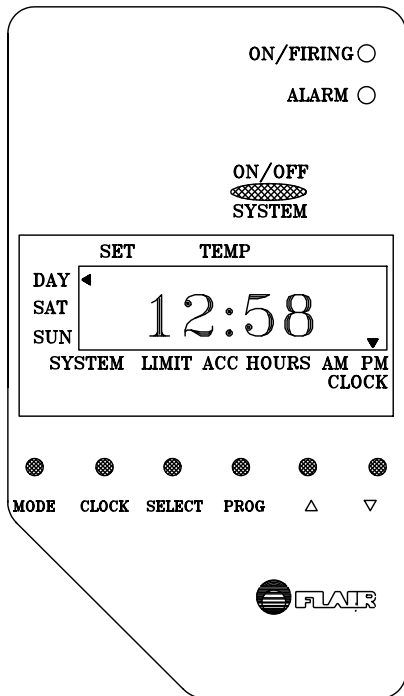 ON/FIRING
ALARM
ON/OFF
SYSTEM
SET TEMP
DAY
SAT
12:58
SUN
SYSTEM LIMIT ACC HOURS AM PM
CLOCK
MODE CLOCK SELECT PROG △ ▽
FLAIR